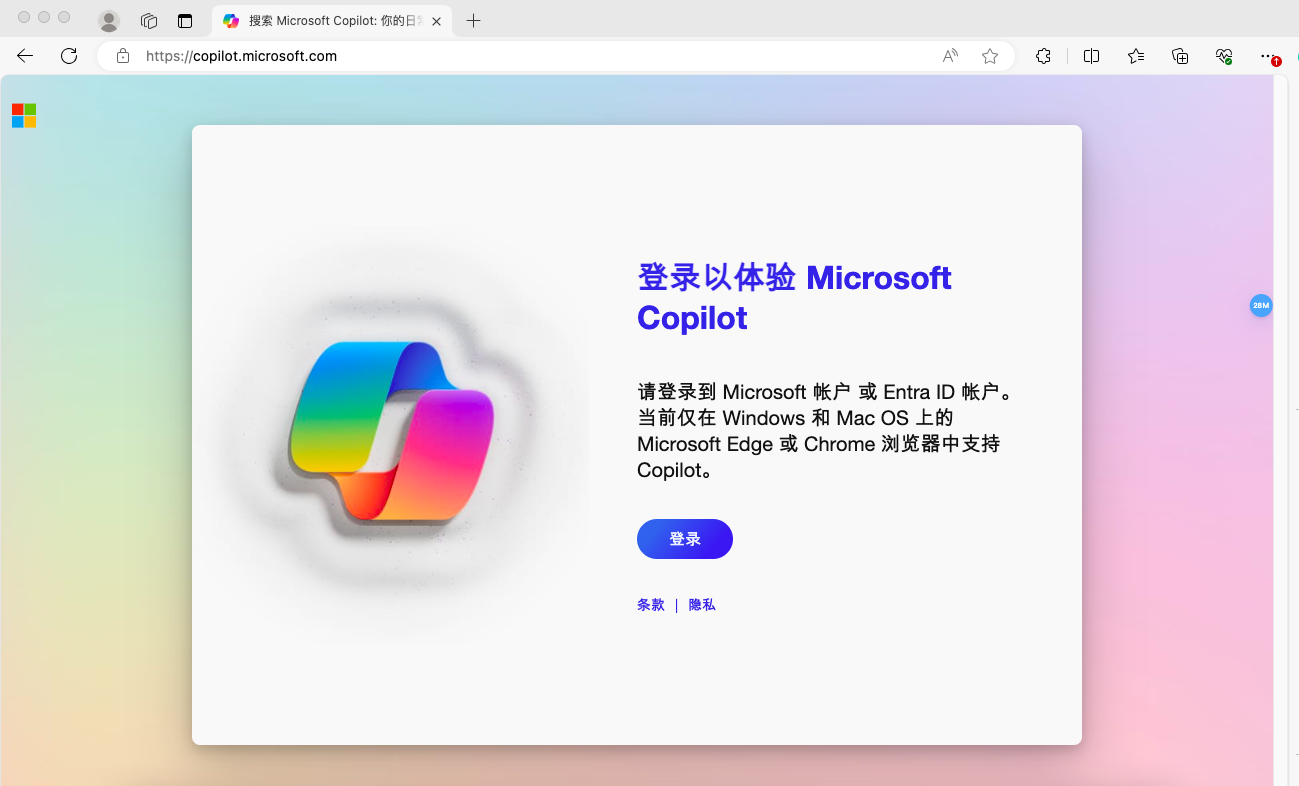 搜索 Microsoft Copilot: 你的日
https://copilot.microsoft.com
登录以体验 Microsoft
Copilot
请登录到 Microsoft 帐户 或 Entra ID 帐户。
当前仅在 Windows 和 Mac OS 上的
Microsoft Edge 或 Chrome 浏览器中支持
Copilot。
登录
条款 | 隐私
28M